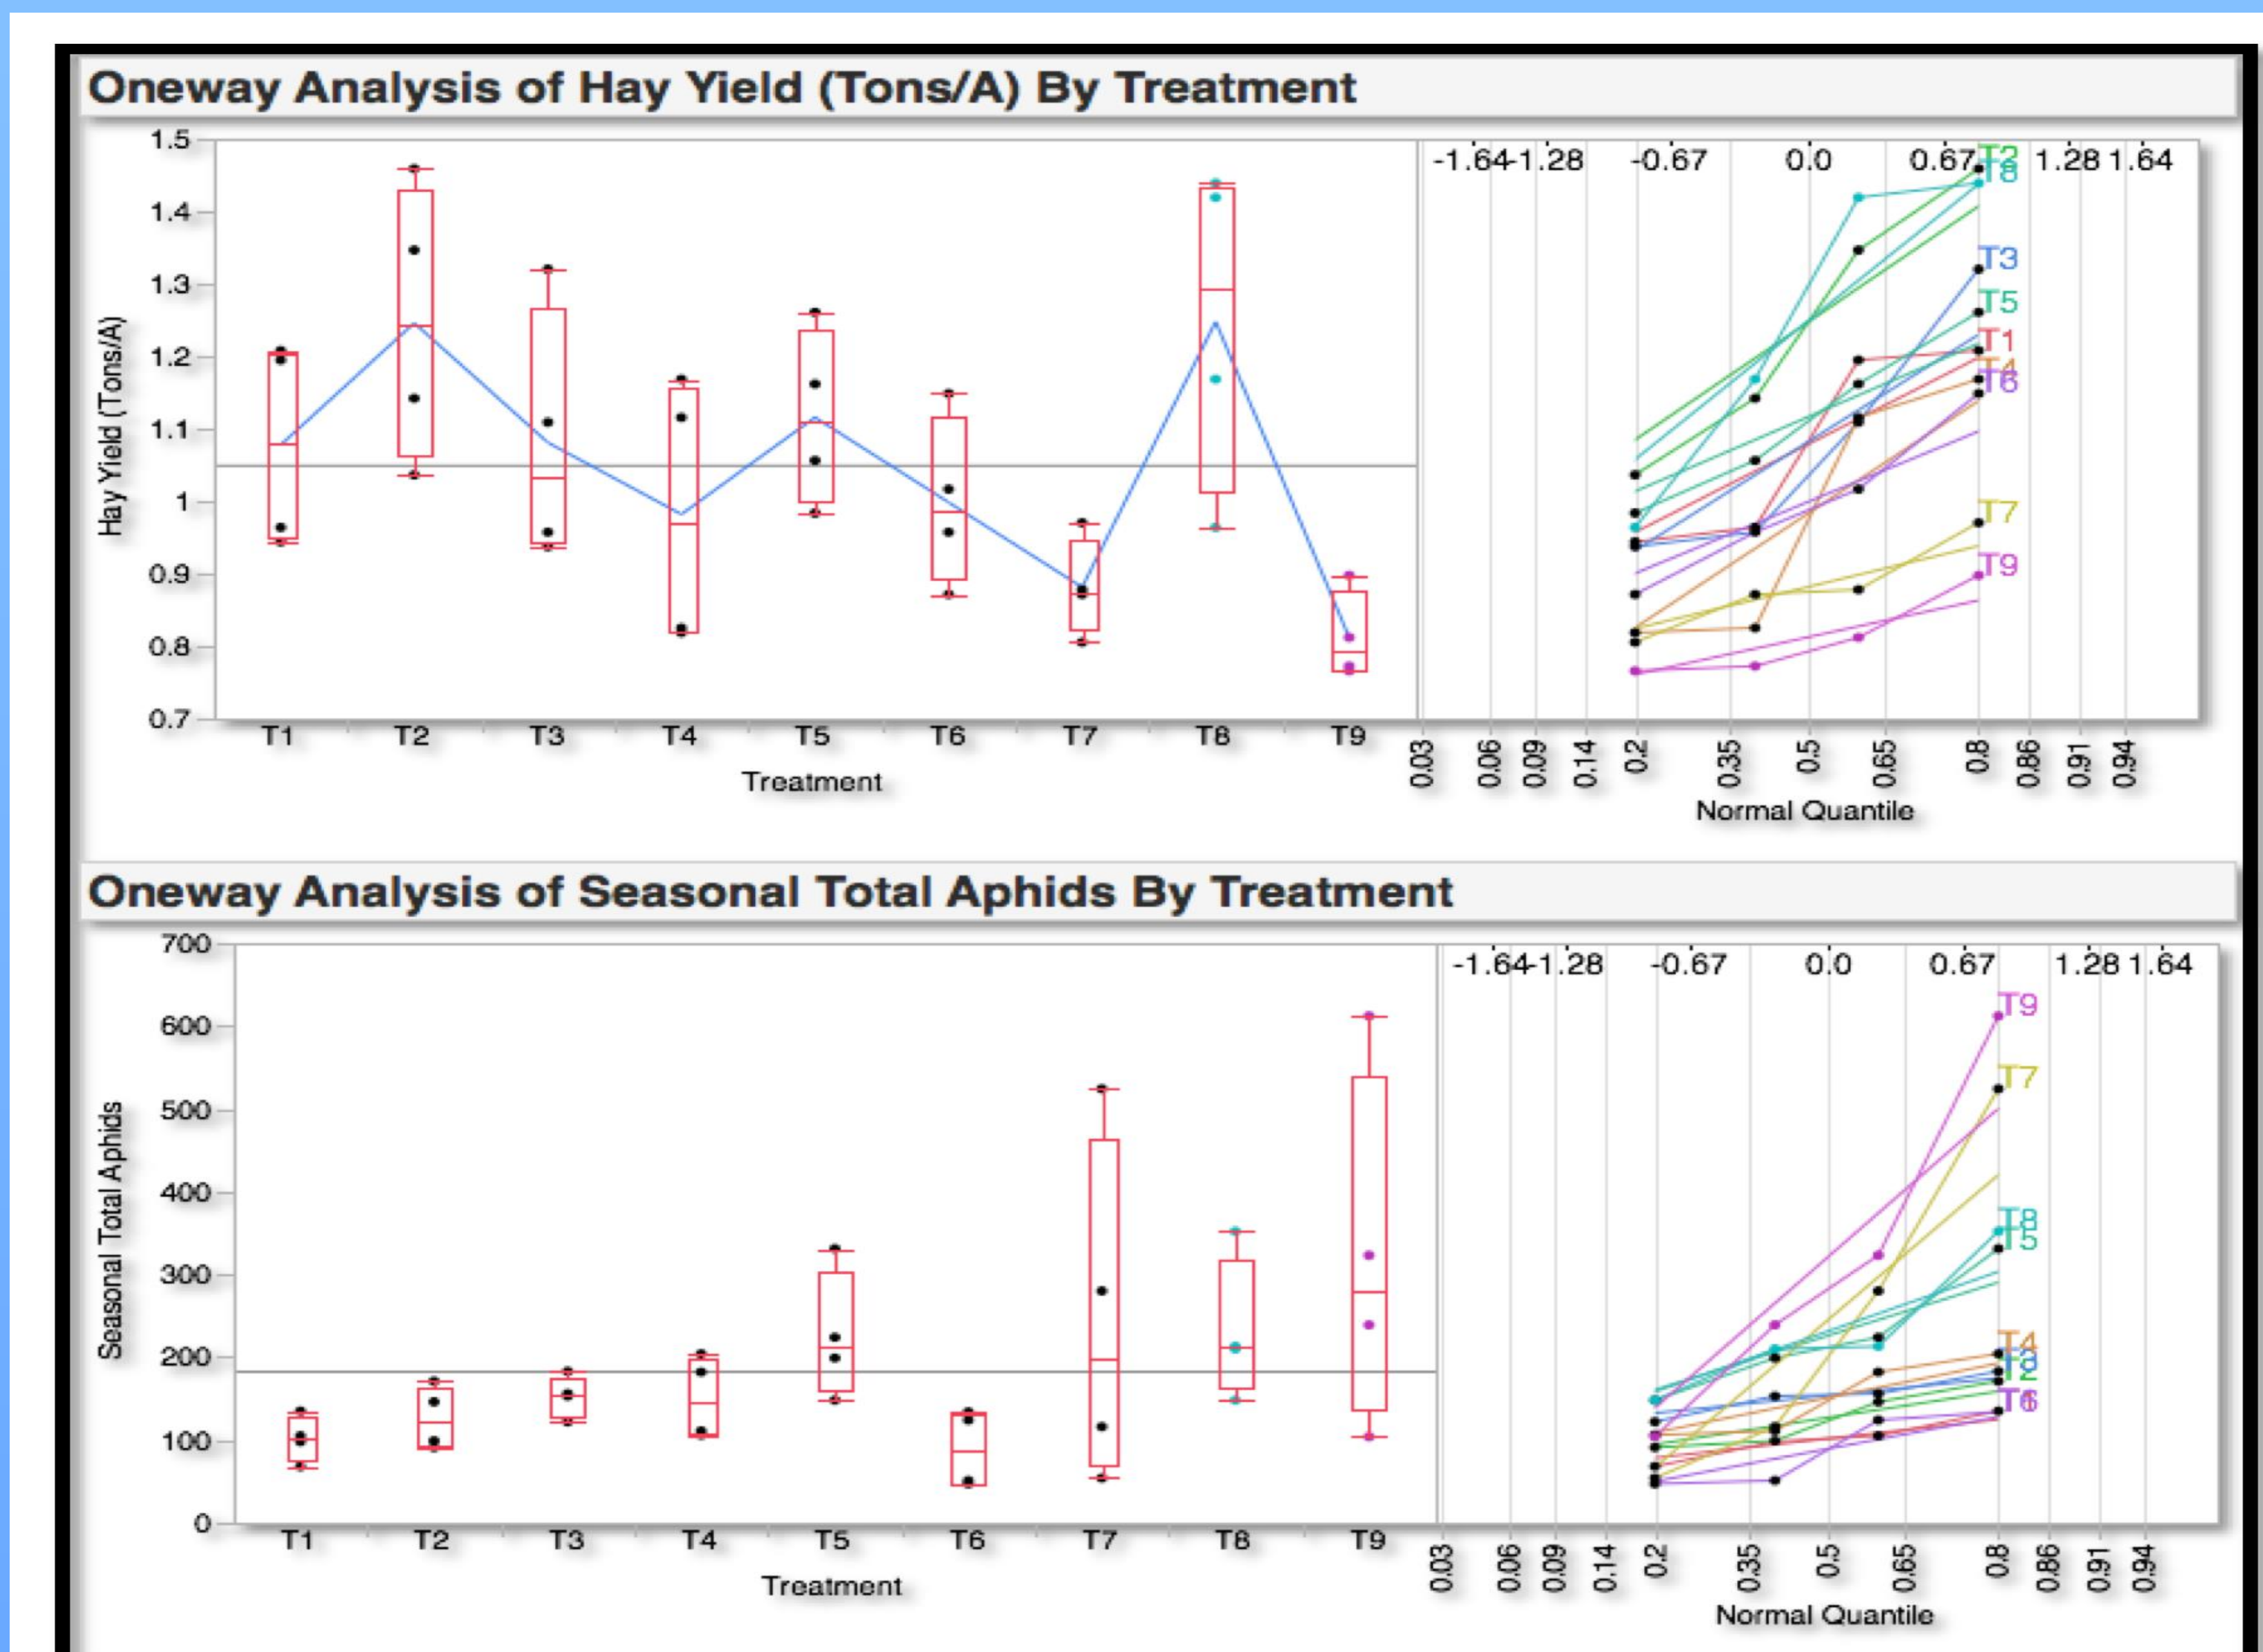 Oneway Analysis of Hay Yield (Tons/A) By Treatment
1.5
1.4
1.3
1.2
1.1
1
0.9
0.8
0.7
Hay Yield (Tons/A)
T1 T2 T3 T4 T5 T6 T7 T8 T9
Treatment
-1.64 -1.28 -0.67 0.0 0.67 1.28 1.64
T2
T8
T3
T5
T1
T4
T6
T7
T9
0.03 0.06 0.09 0.14 0.2 0.35 0.5 0.65 0.8 0.86 0.91 0.94
Normal Quantile
Oneway Analysis of Seasonal Total Aphids By Treatment
700
600
500
400
300
200
100
0
Seasonal Total Aphids
T1 T2 T3 T4 T5 T6 T7 T8 T9
Treatment
-1.64 -1.28 -0.67 0.0 0.67 1.28 1.64
T9
T7
T8
T5
T4
T2
T6
0.03 0.06 0.09 0.14 0.2 0.35 0.5 0.65 0.8 0.86 0.91 0.94
Normal Quantile